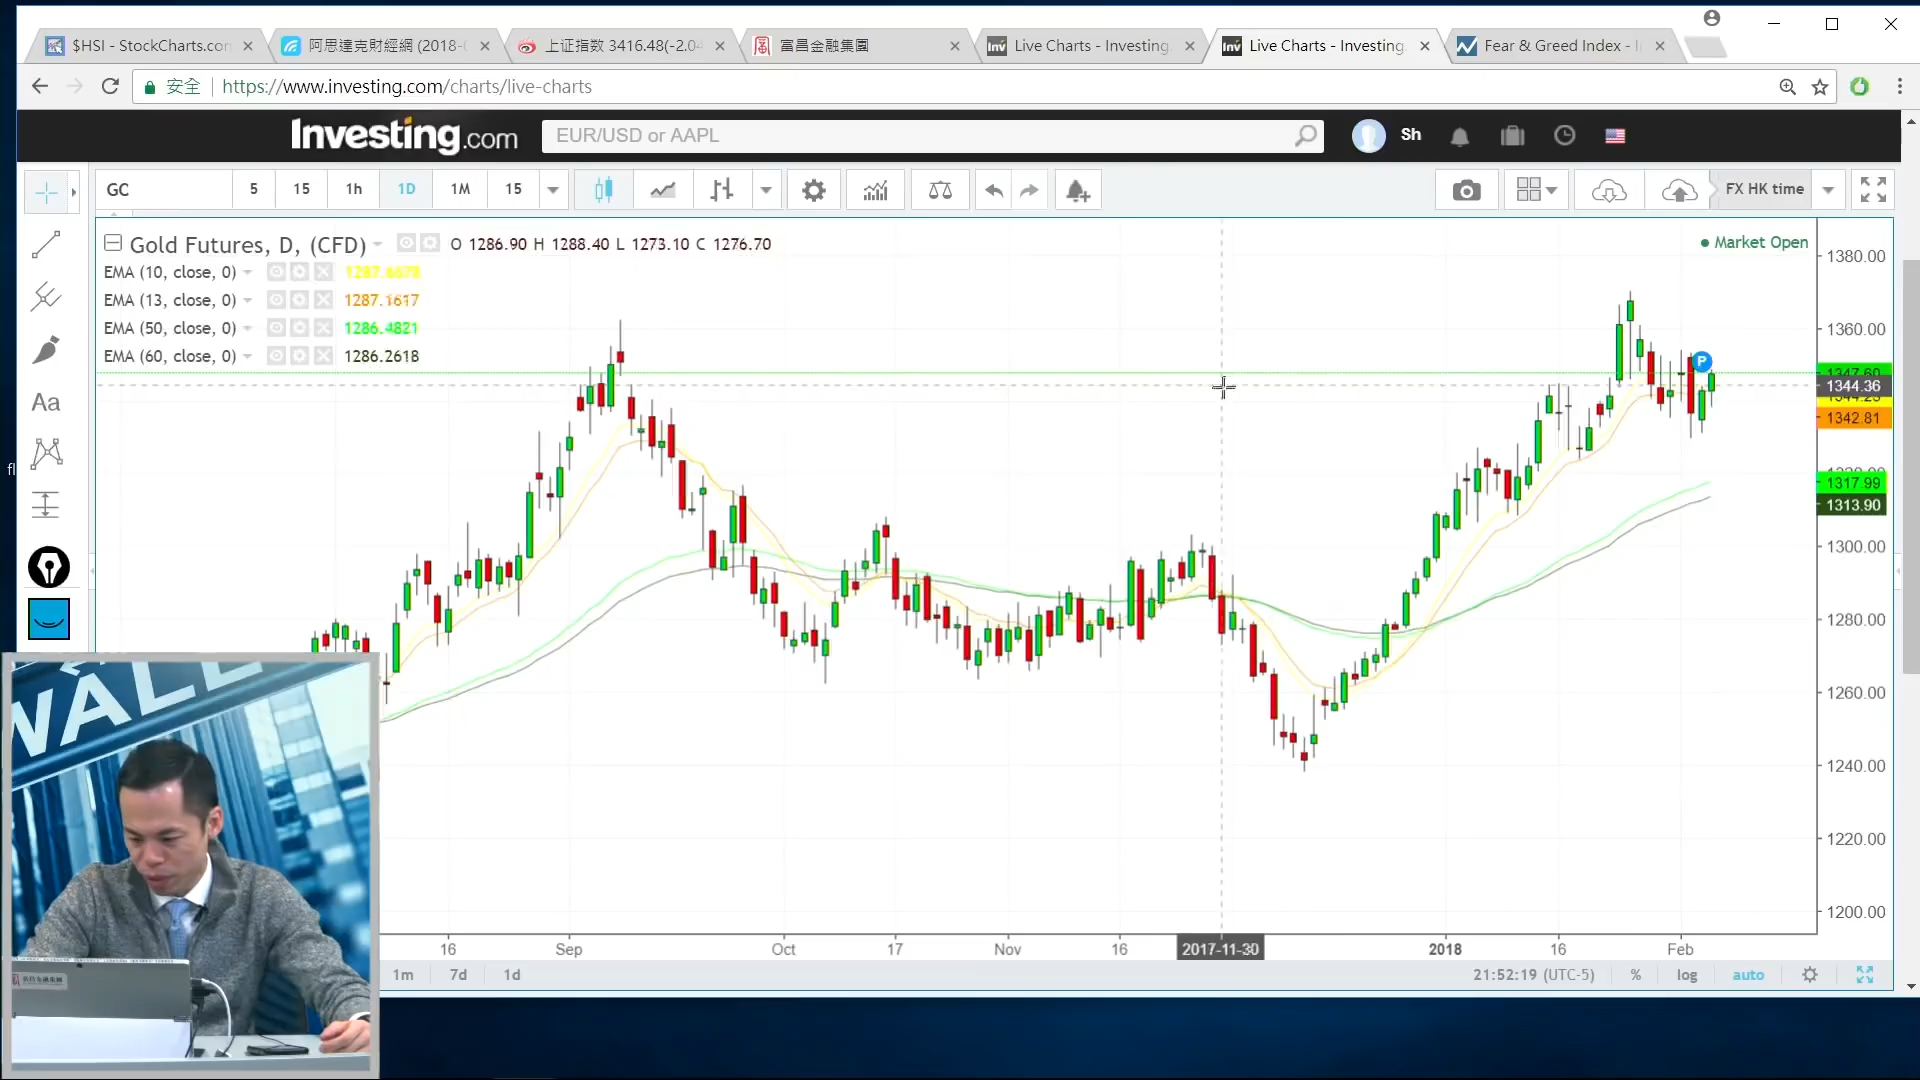 $HSI - StockCharts.com
阿思達克財經網 (2018-0
上证指数 3416.48(-2.04
富昌金融集團
Live Charts - Investing
Live Charts - Investing
Fear & Greed Index - I
安全
https://www.investing.com/charts/live-charts
Investing.com
EUR/USD or AAPL
Sh
GC
5
15
1h
1D
1M
15
FX HK time
Gold Futures, D, (CFD)
O 1286.90 H 1288.40 L 1273.10 C 1276.70
Market Open
EMA (10, close, 0)
1287.6678
EMA (13, close, 0)
1287.1617
EMA (50, close, 0)
1286.4821
EMA (60, close, 0)
1286.2618
P
1380.00
1360.00
1347.60
1344.36
1342.81
1317.99
1313.90
1300.00
1280.00
1260.00
1240.00
1220.00
1200.00
Aa
fl
WALL
16
Sep
Oct
17
Nov
16
2017-11-30
2018
16
Feb
1m
7d
1d
21:52:19 (UTC-5)
%
log
auto